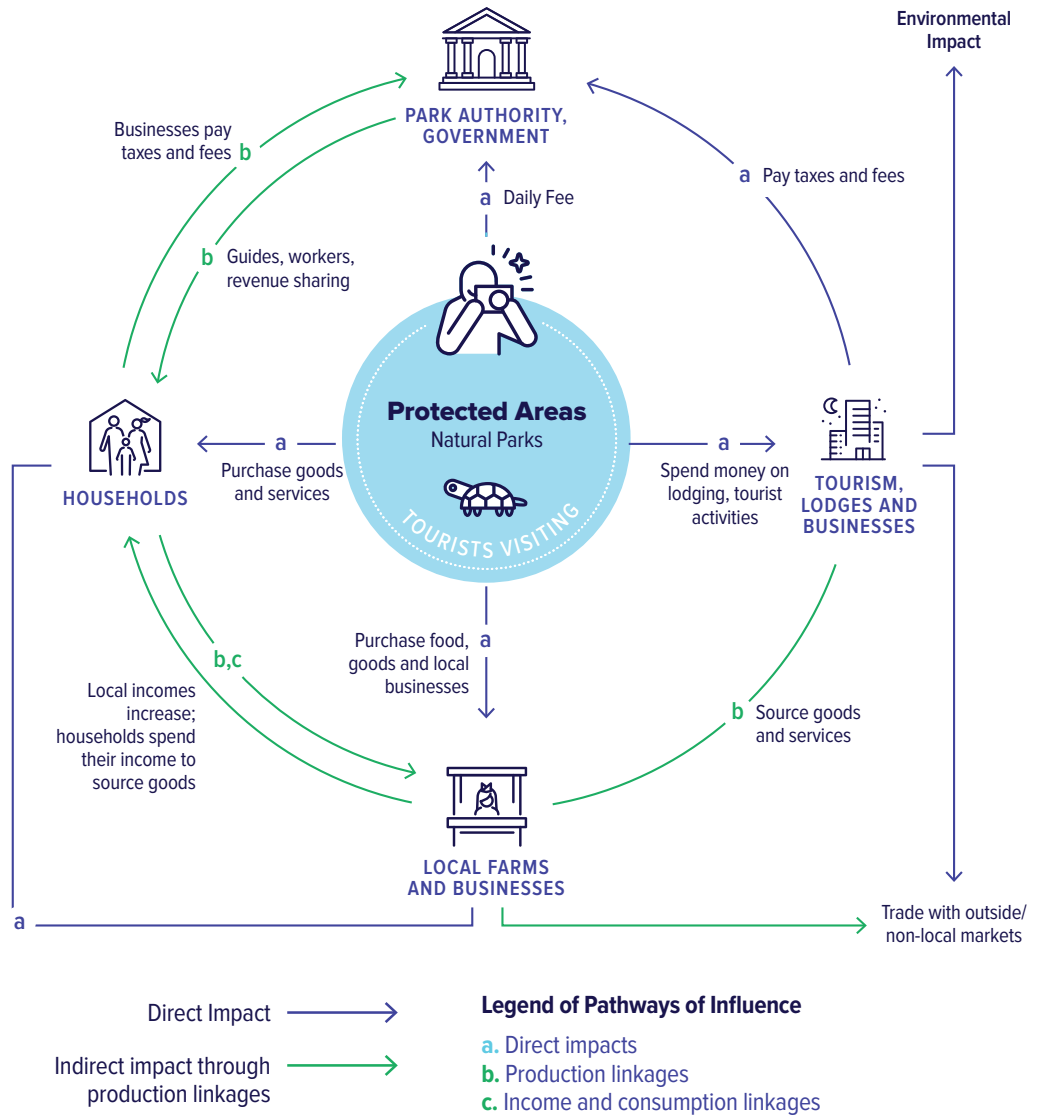 Environmental
Impact
PARK AUTHORITY,
GOVERNMENT
Businesses pay
taxes and fees
b
a
Pay taxes and fees
a
Daily Fee
b
Guides, workers,
revenue sharing
Protected Areas
Natural Parks
TOURISTS VISITING
a
Purchase goods
and services
HOUSEHOLDS
a
Spend money on
lodging, tourist
activities
TOURISM,
LODGES AND
BUSINESSES
Purchase food,
goods and local
businesses
a
b,c
Local incomes
increase;
households spend
their income to
source goods
b
Source goods
and services
LOCAL FARMS
AND BUSINESSES
a
Trade with outside/
non-local markets
Direct Impact
Indirect impact through
production linkages
Legend of Pathways of Influence
a. Direct impacts
b. Production linkages
c. Income and consumption linkages